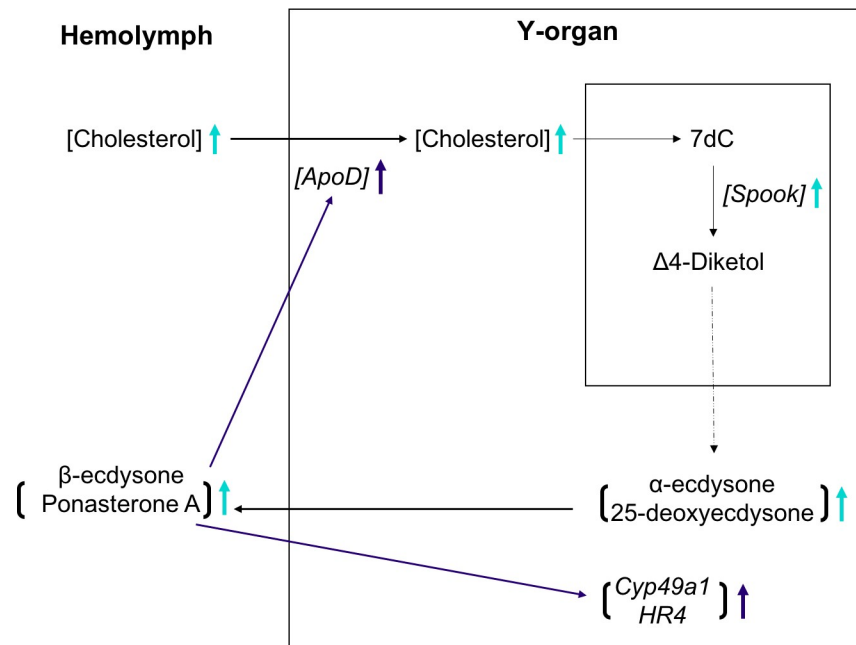 Hemolymph
Y-organ
[Cholesterol]
[Cholesterol]
7dC
[ApoD]
[Spook]
Δ4-Diketol
β-ecdysone
Ponasterone A
α-ecdysone
25-deoxyecdysone
Cyp49a1
HR4